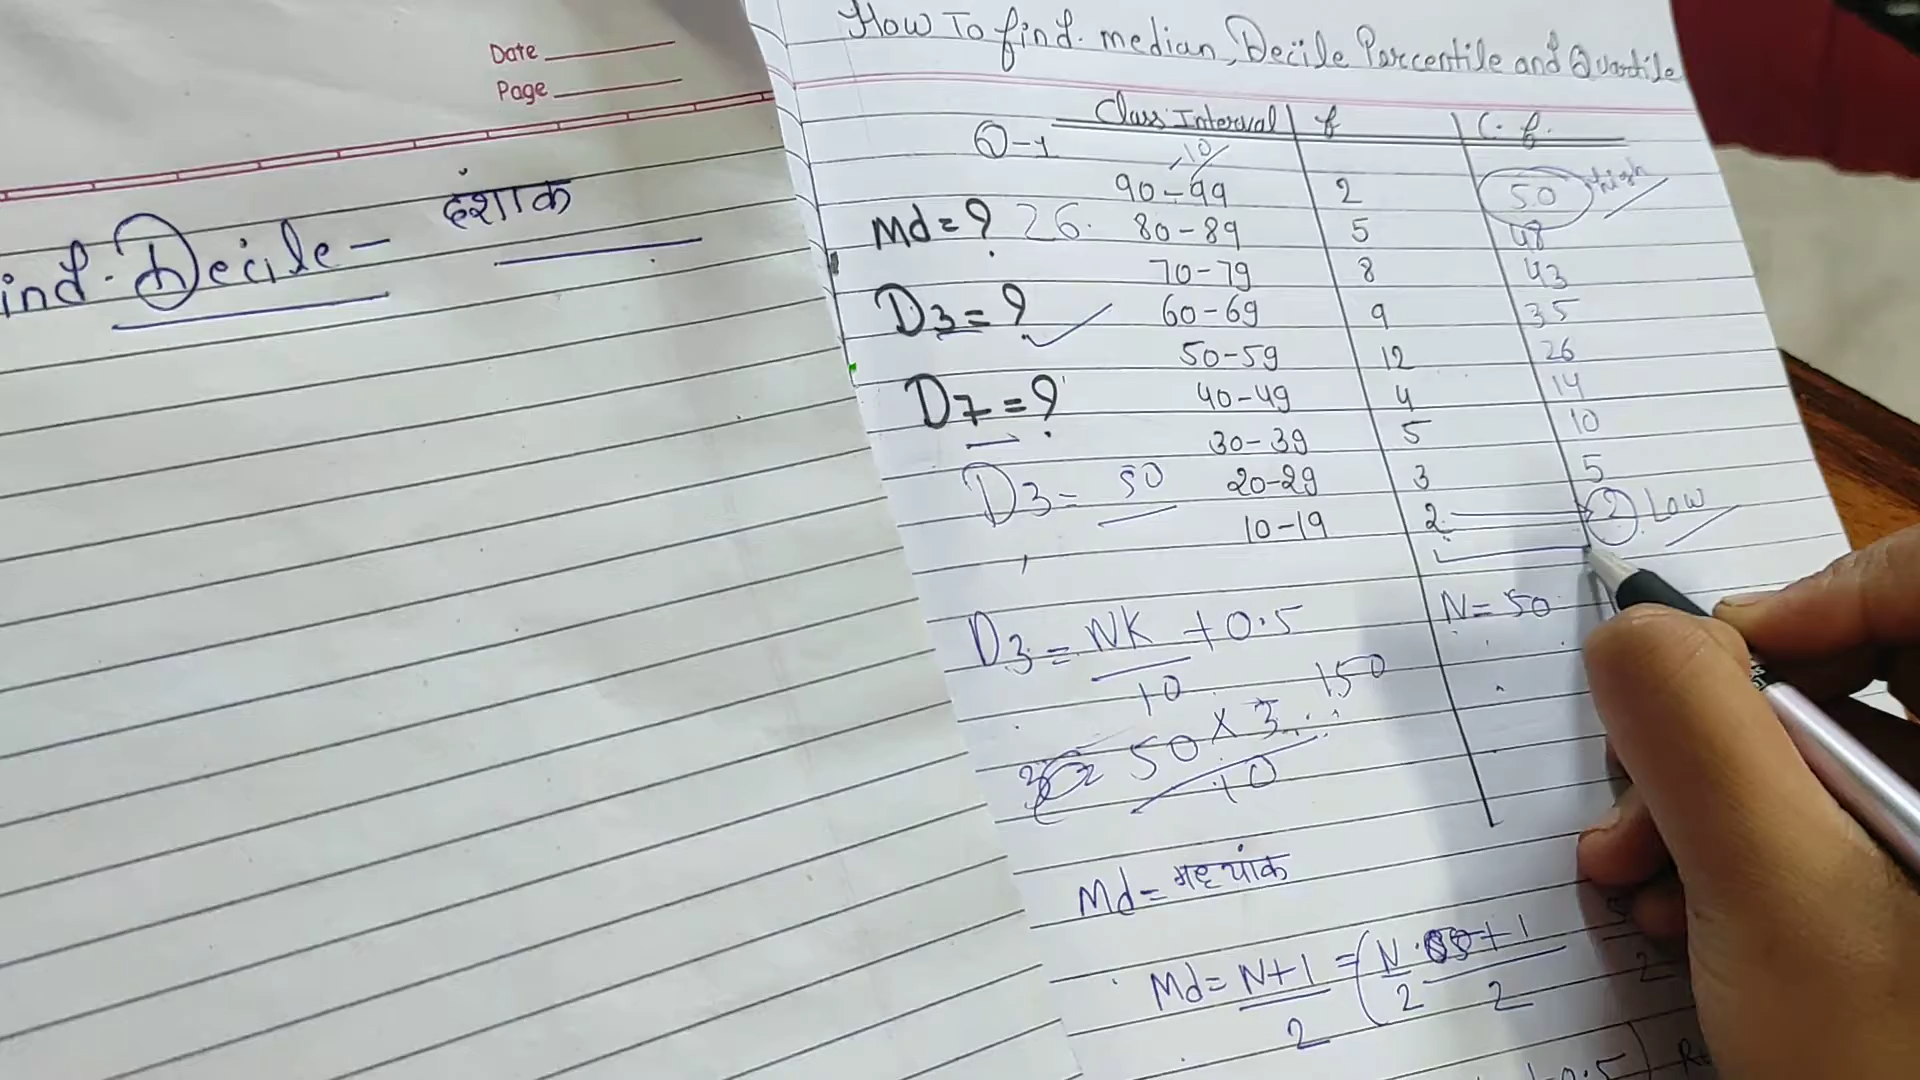 Date
Page
ind. Decile - दशांक
How To find. median, Decile Percentile and Quartile
Class Interval f C.f.
Q-1 10
90-99 2 50 high
Md=? 26. 80-89 5 48
70-79 8 43
D3=? 60-69 9 35
50-59 12 26
D7=? 40-49 4 14
30-39 5 10
D3= 50 20-29 3 5
10-19 2 2 Low
N=50
D3= NK + 0.5
10
50 x 3 150
10
Md= मध्यांक
Md= N+1 = (N +1
2 2 2 2